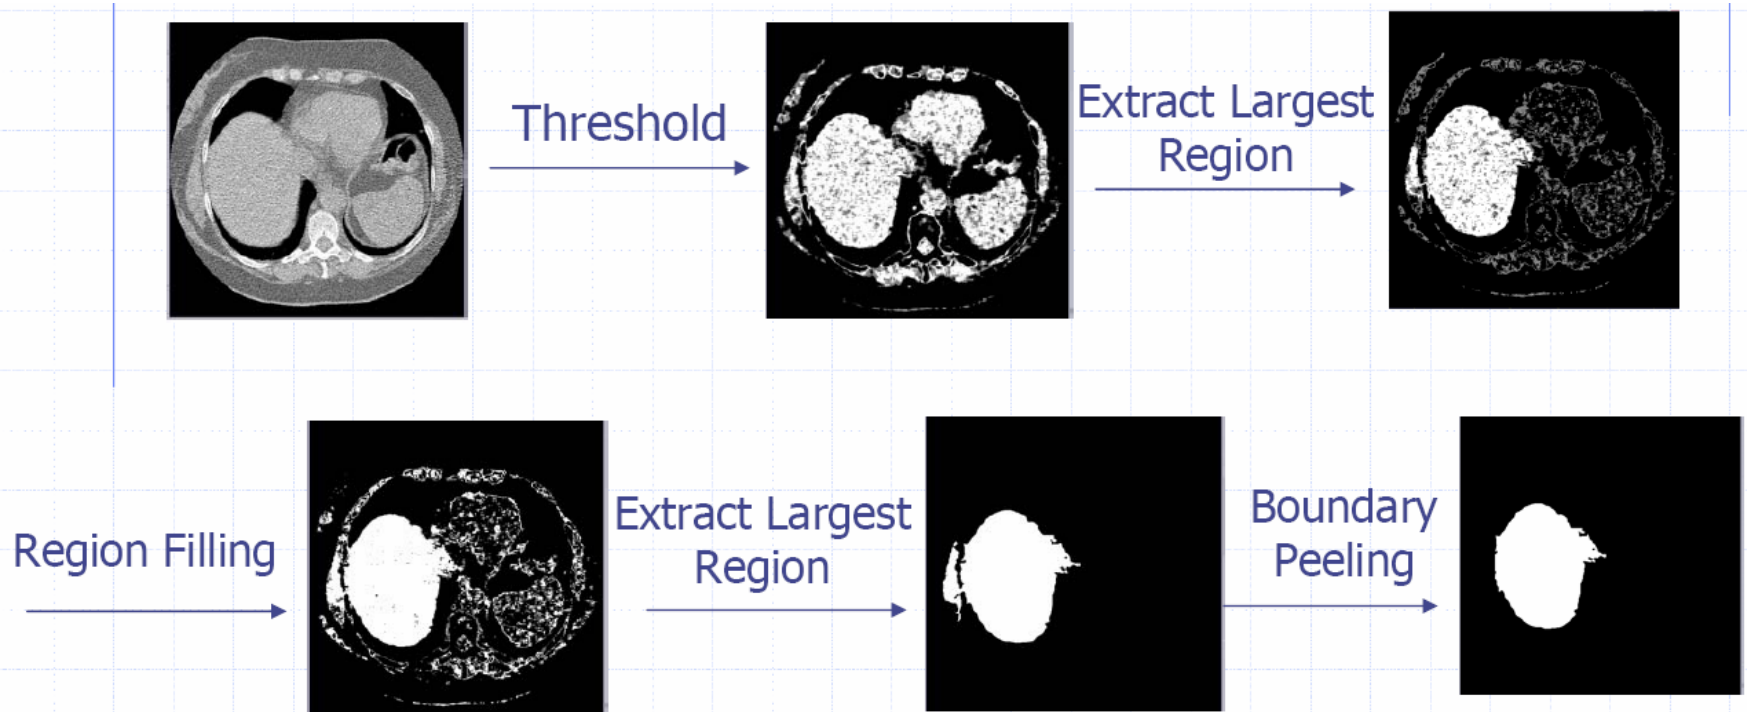 Threshold
Extract Largest
Region
Region Filling
Extract Largest
Region
Boundary
Peeling